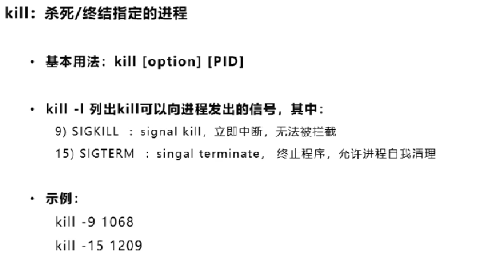 kill：杀死/终结指定的进程
• 基本用法：kill [option] [PID]
• kill -l 列出kill可以向进程发出的信号，其中：
9) SIGKILL ：signal kill，立即中断，无法被拦截
15) SIGTERM ：singal terminate， 终止程序，允许进程自我清理
• 示例：
kill -9 1068
kill -15 1209